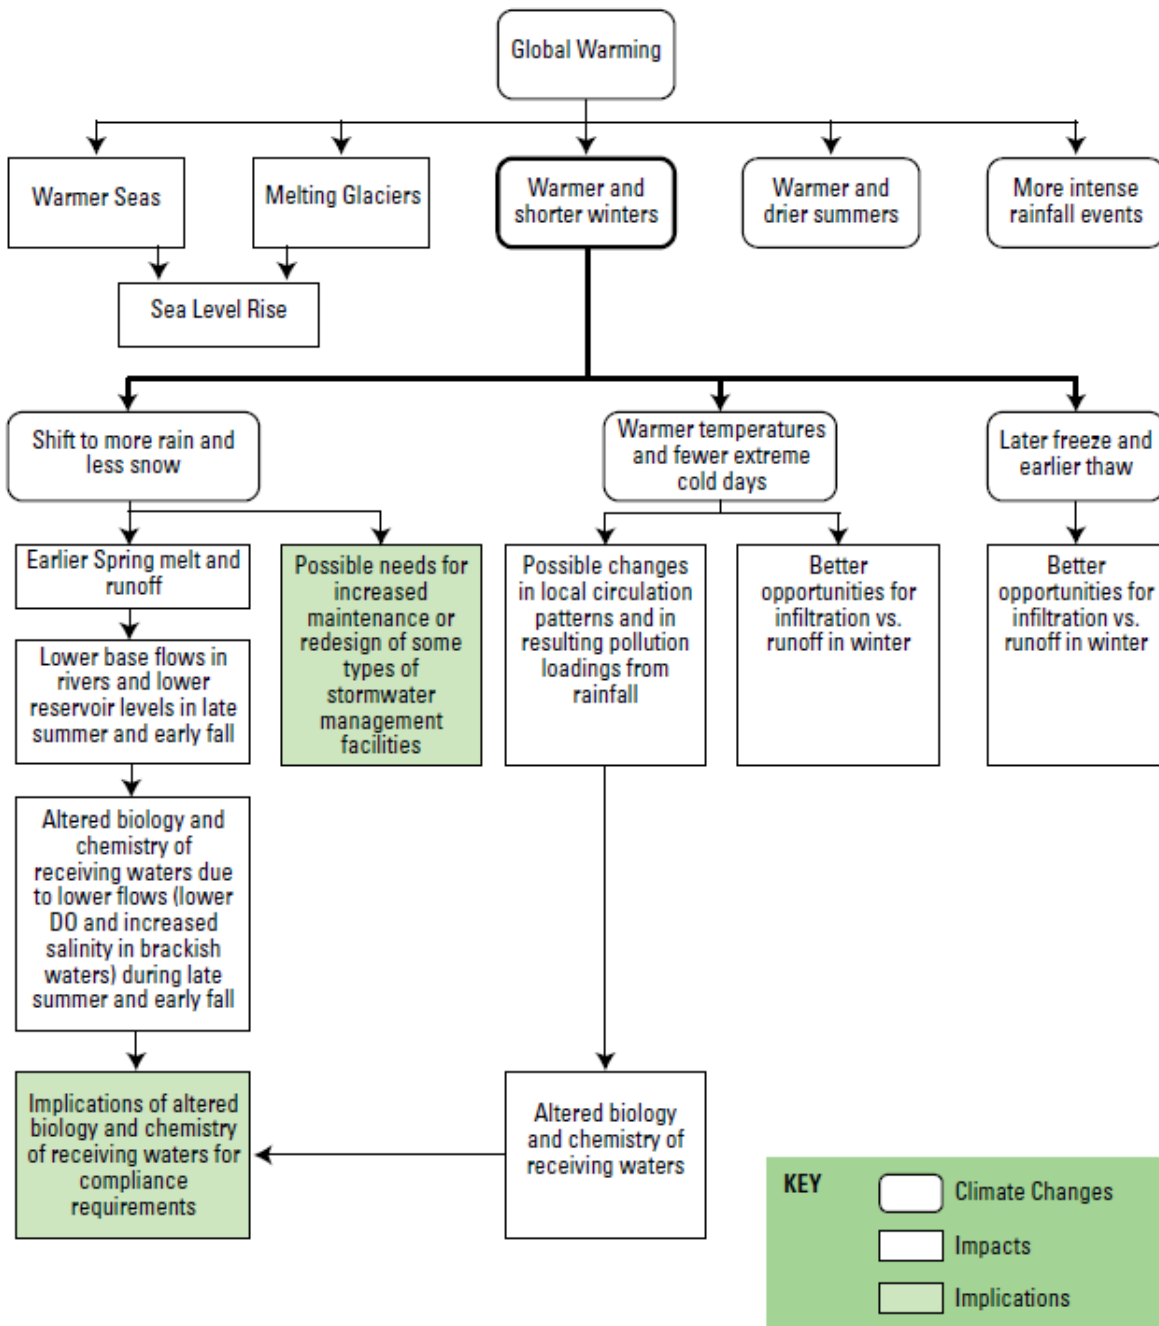 Global Warming
Warmer Seas
Melting Glaciers
Warmer and
shorter winters
Warmer and
drier summers
More intense
rainfall events
Sea Level Rise
Shift to more rain and
less snow
Warmer temperatures
and fewer extreme
cold days
Later freeze and
earlier thaw
Earlier Spring melt and
runoff
Possible needs for
increased
maintenance or
redesign of some
types of
stormwater
management
facilities
Possible changes
in local circulation
patterns and in
resulting pollution
loadings from
rainfall
Better
opportunities for
infiltration vs.
runoff in winter
Better
opportunities for
infiltration vs.
runoff in winter
Lower base flows in
rivers and lower
reservoir levels in late
summer and early fall
Altered biology and
chemistry of
receiving waters due
to lower flows (lower
DO and increased
salinity in brackish
waters) during late
summer and early fall
Implications of altered
biology and chemistry
of receiving waters for
compliance
requirements
Altered biology
and chemistry of
receiving waters
KEY
Climate Changes
Impacts
Implications